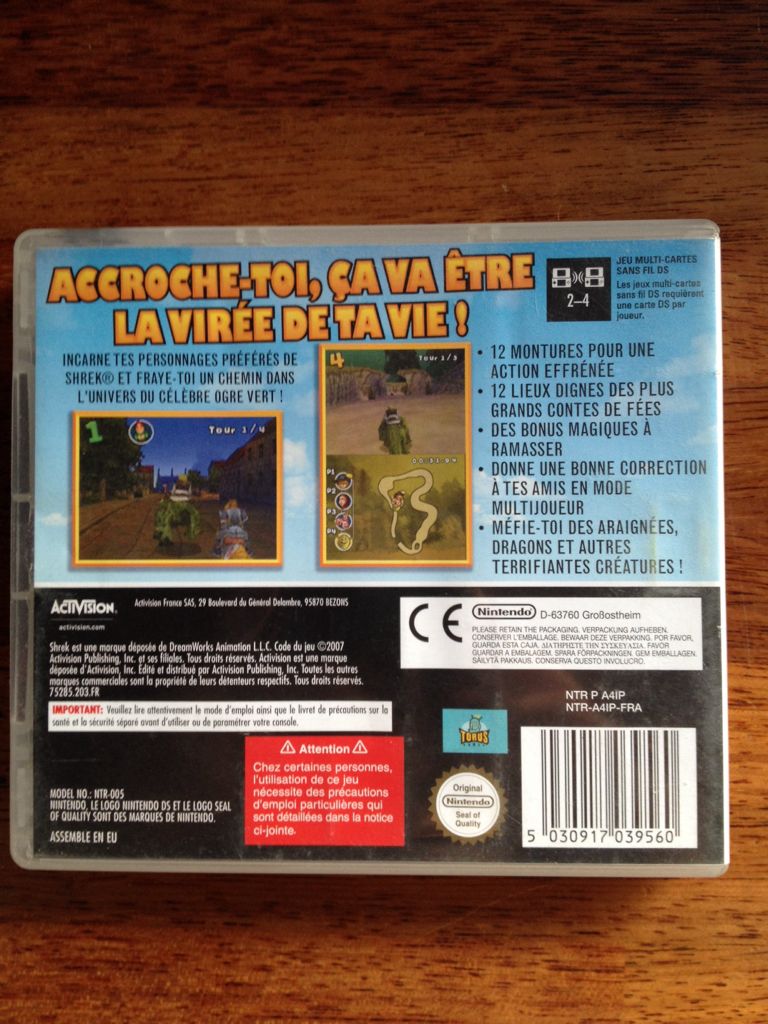 ACCROCHE-TOI, ÇA VA ÊTRE
LA VIRÉE DE TA VIE !
2–4
JEU MULTI-CARTES
SANS FIL DS
Les jeux multi-cartes
sans fil DS requièrent
une carte DS par
joueur.
INCARNE TES PERSONNAGES PRÉFÉRÉS DE
SHREK® ET FRAYE-TOI UN CHEMIN DANS
L'UNIVERS DU CÉLÈBRE OGRE VERT !
1
Tour 1/4
4
Tour 1/3
00:31.94
P1
P2
P3
P4
• 12 MONTURES POUR UNE
ACTION EFFRÉNÉE
• 12 LIEUX DIGNES DES PLUS
GRANDS CONTES DE FÉES
• DES BONUS MAGIQUES À
RAMASSER
• DONNE UNE BONNE CORRECTION
À TES AMIS EN MODE
MULTIJOUEUR
• MÉFIE-TOI DES ARAIGNÉES,
DRAGONS ET AUTRES
TERRIFIANTES CRÉATURES !
ACTIVISION.
activision.com
Activision France SAS, 29 Boulevard du Général Delambre, 95870 BEZONS
Shrek est une marque déposée de DreamWorks Animation L.L.C. Code du jeu ©2007
Activision Publishing, Inc. et ses filiales. Tous droits réservés. Activision est une marque
déposée d'Activision, Inc. Edité et distribué par Activision Publishing, Inc. Toutes les autres
marques commerciales sont la propriété de leurs détenteurs respectifs. Tous droits réservés.
75285.203.FR
IMPORTANT: Veuillez lire attentivement le mode d'emploi ainsi que le livret de précautions sur la
santé et la sécurité séparé avant d'utiliser ou de paramétrer votre console.
CE
Nintendo D-63760 Großostheim
PLEASE RETAIN THE PACKAGING. VERPACKUNG AUFHEBEN.
CONSERVER L'EMBALLAGE. BEWAAR DEZE VERPAKKING. POR FAVOR,
GUARDA ESTA CAJA. ΔΙΑΤΗΡΗΣΤΕ ΤΗΝ ΣΥΣΚΕΥΑΣΙΑ. FAVOR
GUARDAR A EMBALAGEM. SPARA FÖRPACKNINGEN. GEM EMBALLAGEN.
SÄILYTÄ PAKKAUS. CONSERVA QUESTO INVOLUCRO.
NTR P A4IP
NTR-A4IP-FRA
TORUS
GAMES
⚠ Attention ⚠
Chez certaines personnes,
l'utilisation de ce jeu
nécessite des précautions
d'emploi particulières qui
sont détaillées dans la notice
ci-jointe.
MODEL NO.: NTR-005
NINTENDO, LE LOGO NINTENDO DS ET LE LOGO SEAL
OF QUALITY SONT DES MARQUES DE NINTENDO.
ASSEMBLE EN EU
Original
Nintendo
Seal of
Quality
5 030917 039560